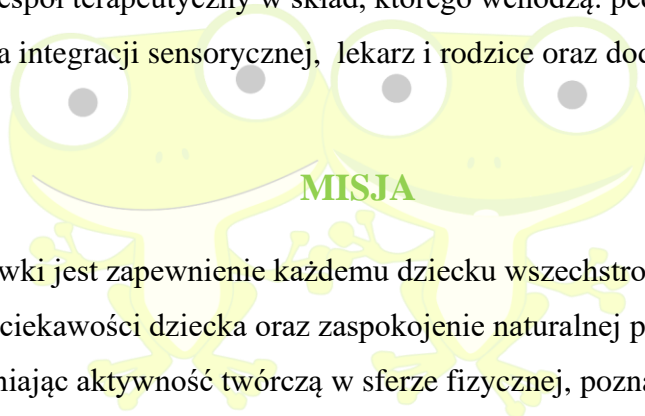 w skład, którego wchodzą:
integracji sensorycznej, lekarz i rodzice oraz
MISJA
jest zapewnienie każdemu dziecku
ciekawości dziecka oraz zaspokojenie naturalnej
aktywność twórczą w sferze fizycznej,